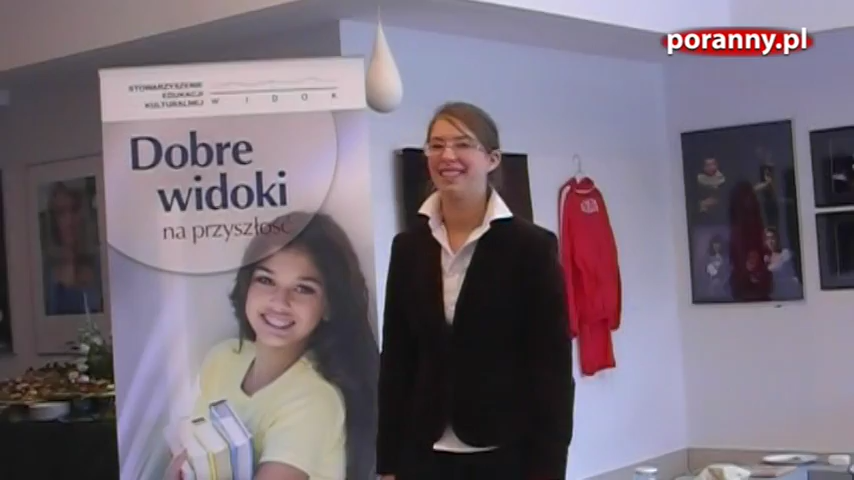 poranny.pl
STOWARZYSZENIE
EDUKACJI
KULTURALNEJ W I D O K
Dobre
widoki
na przyszłość